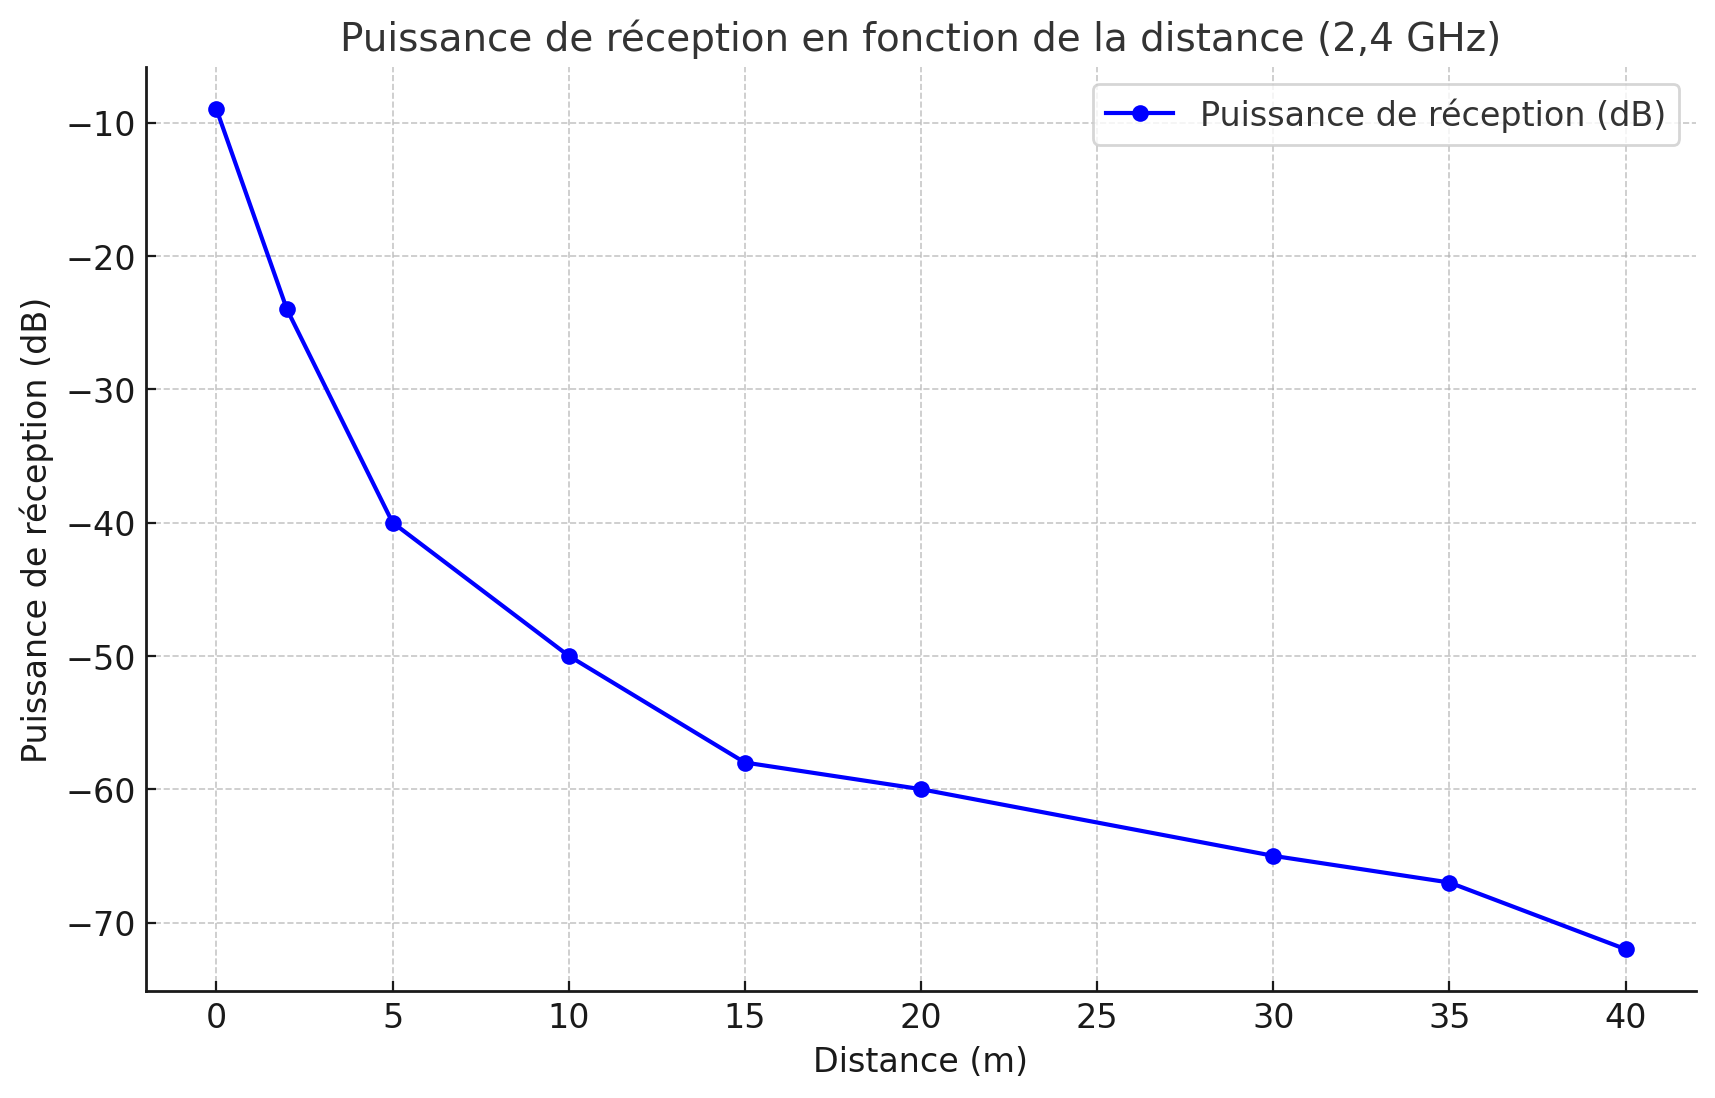 Puissance de réception en fonction de la distance (2,4 GHz)
Puissance de réception (dB)
Puissance de réception (dB)
−10
−20
−30
−40
−50
−60
−70
0 5 10 15 20 25 30 35 40
Distance (m)